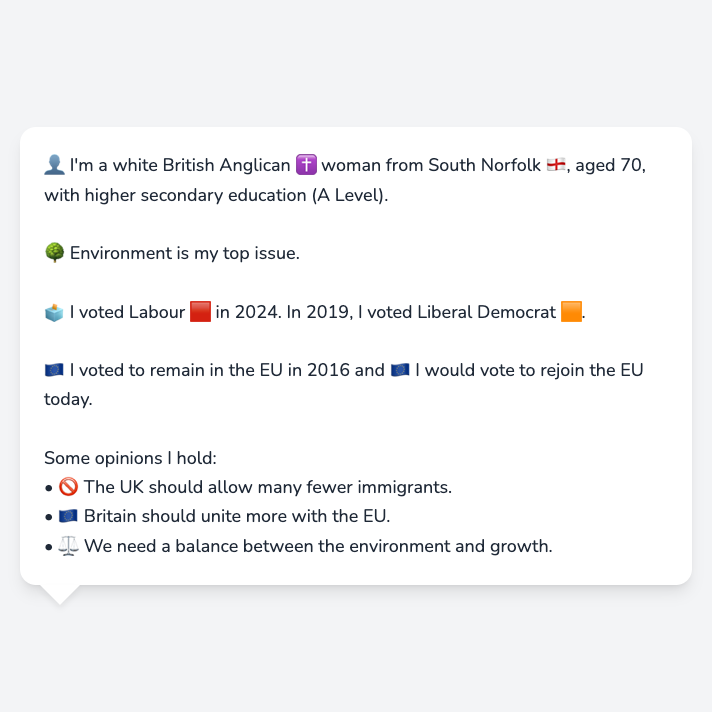 👤 I'm a white British Anglican ✝️ woman from South Norfolk 🏴󠁧󠁢󠁥󠁮󠁧󠁿, aged 70,
with higher secondary education (A Level).
🌳 Environment is my top issue.
🗳️ I voted Labour 🟥 in 2024. In 2019, I voted Liberal Democrat 🟧.
🇪🇺 I voted to remain in the EU in 2016 and 🇪🇺 I would vote to rejoin the EU
today.
Some opinions I hold:
• 🚫 The UK should allow many fewer immigrants.
• 🇪🇺 Britain should unite more with the EU.
• ⚖️ We need a balance between the environment and growth.